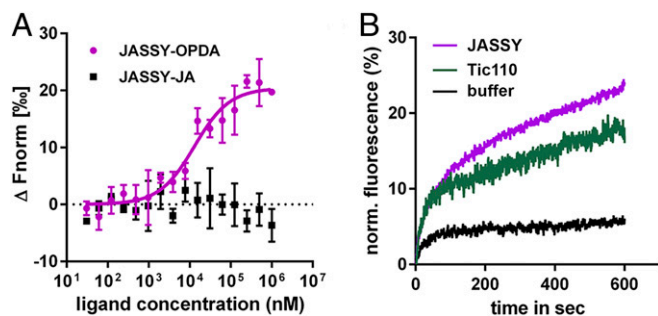 A
JASSY-OPDA
JASSY-JA
Δ Fnorm [‰]
30
20
10
0
-10
10¹ 10² 10³ 10⁴ 10⁵ 10⁶ 10⁷
ligand concentration (nM)
B
JASSY
Tic110
buffer
norm. fluorescence (%)
30
20
10
0
0 200 400 600
time in sec